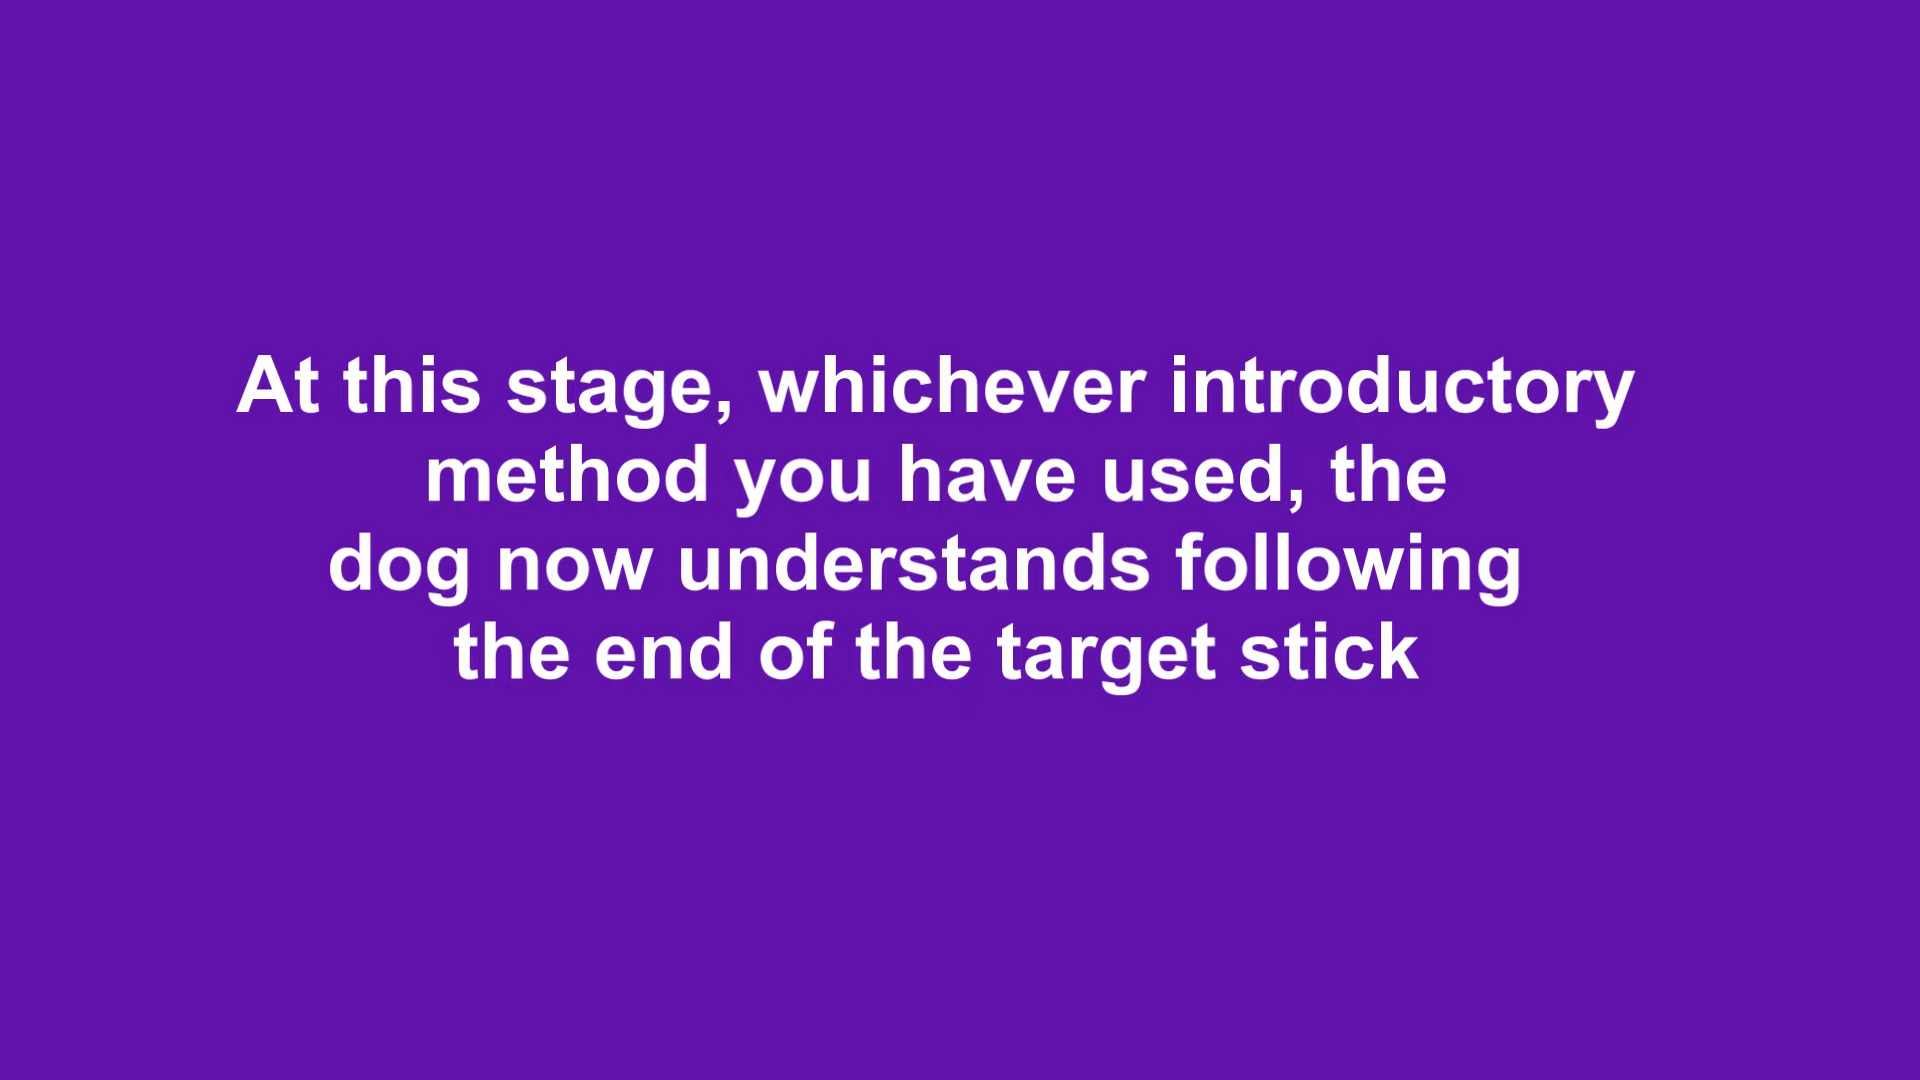 At this stage, whichever introductory
method you have used, the
dog now understands following
the end of the target stick